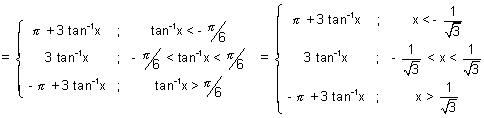 = { π + 3 tan⁻¹x ; tan⁻¹x < - π/6 = { π + 3 tan⁻¹x ; x < - 1/√3
3 tan⁻¹x ; - π/6 < tan⁻¹x < π/6 3 tan⁻¹x ; - 1/√3 < x < 1/√3
- π + 3 tan⁻¹x ; tan⁻¹x > π/6 - π + 3 tan⁻¹x ; x > 1/√3